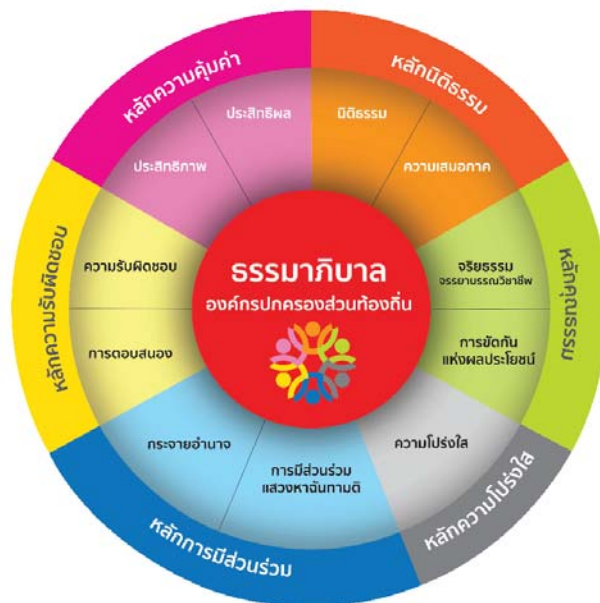 ธรรมาภิบาล
องค์กรปกครองส่วนท้องถิ่น
หลักนิติธรรม
นิติธรรม
ความเสมอภาค
หลักคุณธรรม
จริยธรรม
จรรยาบรรณวิชาชีพ
การขัดกัน
แห่งผลประโยชน์
หลักความโปร่งใส
ความโปร่งใส
หลักการมีส่วนร่วม
การมีส่วนร่วม
แสวงหาฉันทามติ
กระจายอำนาจ
หลักความรับผิดชอบ
การตอบสนอง
ความรับผิดชอบ
หลักความคุ้มค่า
ประสิทธิภาพ
ประสิทธิผล